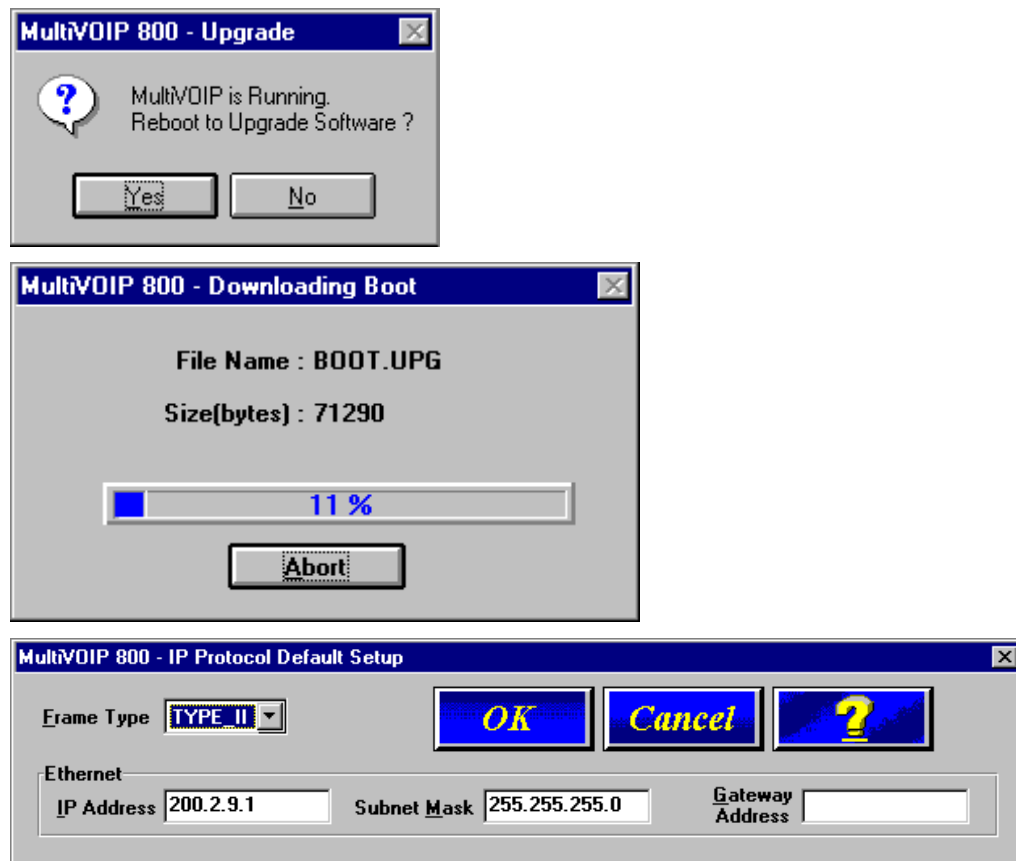 MultiVOIP 800 - Upgrade
MultiVOIP is Running.
Reboot to Upgrade Software ?
Yes No
MultiVOIP 800 - Downloading Boot
File Name : BOOT.UPG
Size(bytes) : 71290
11 %
Abort
MultiVOIP 800 - IP Protocol Default Setup
Frame Type TYPE_II OK Cancel ?
Ethernet
IP Address 200.2.9.1 Subnet Mask 255.255.255.0 Gateway Address